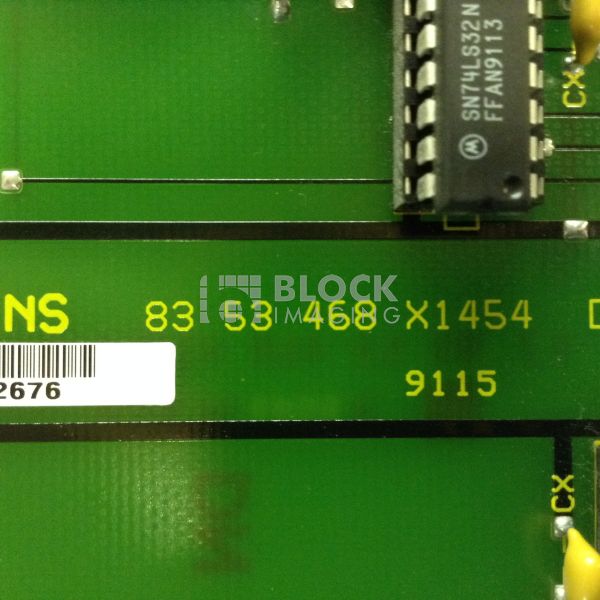 SN74LS32N
FFAN9113
CX
NS 83 53 468 X1454
BLOCK
IMAGING
2676
9115
CX